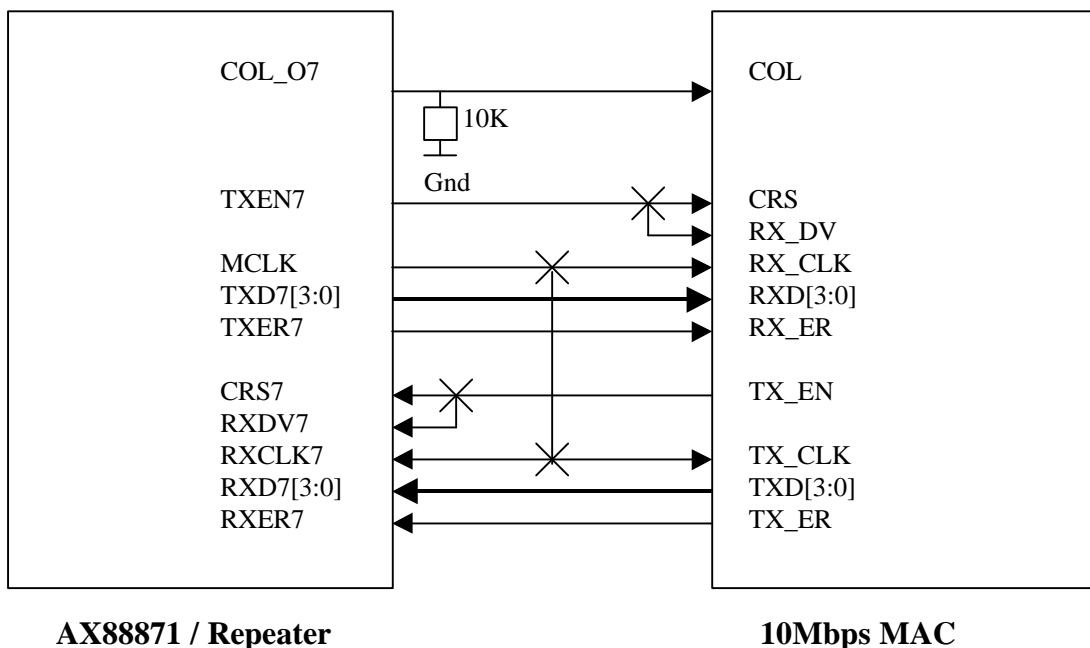 COL_O7 COL
10K
Gnd
TXEN7 CRS
RX_DV
MCLK RX_CLK
TXD7[3:0] RXD[3:0]
TXER7 RX_ER
CRS7 TX_EN
RXDV7
RXCLK7 TX_CLK
RXD7[3:0] TXD[3:0]
RXER7 TX_ER
AX88871 / Repeater 10Mbps MAC